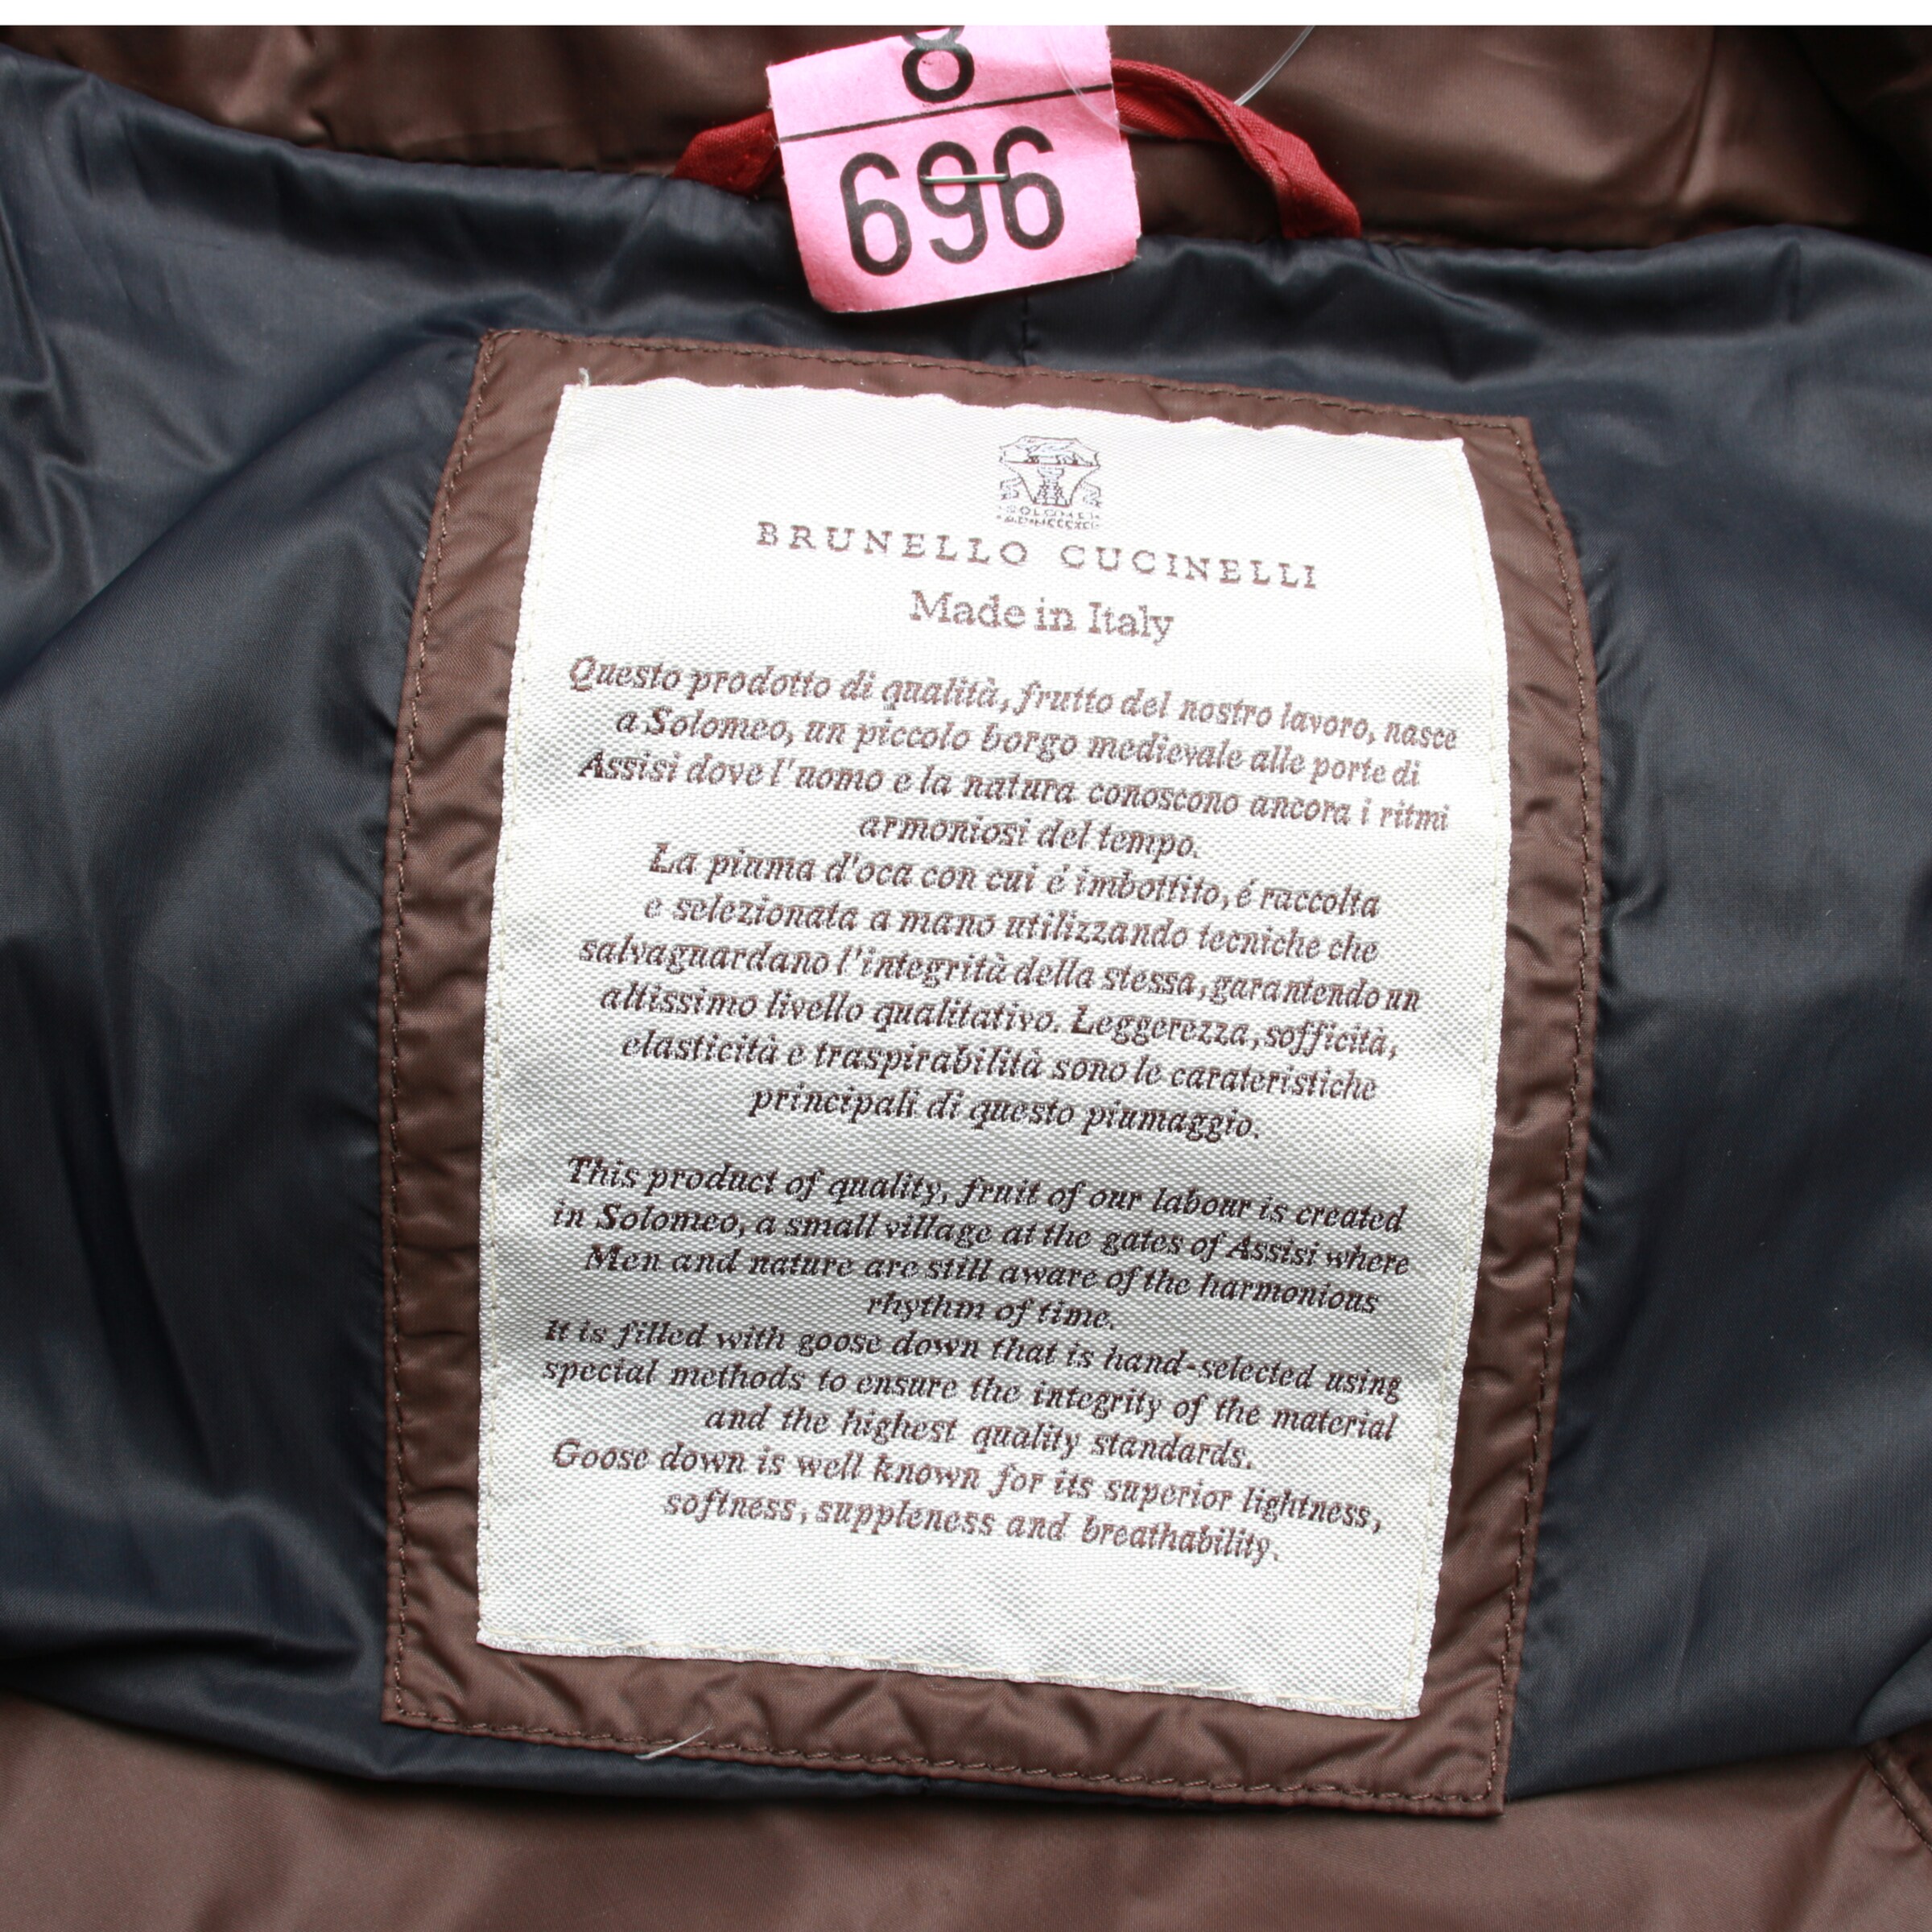 8
696
SOLOMEO
BRUNELLO CUCINELLI
Made in Italy
Questo prodotto di qualità, frutto del nostro lavoro, nasce
a Solomeo, un piccolo borgo medievale alle porte di
Assisi dove l'uomo e la natura conoscono ancora i ritmi
armoniosi del tempo.
La piuma d'oca con cui é imbottito, é raccolta
e selezionata a mano utilizzando tecniche che
salvaguardano l'integrità della stessa, garantendo un
altissimo livello qualitativo. Leggerezza, sofficità,
elasticità e traspirabilità sono le carateristiche
principali di questo piumaggio.
This product of quality, fruit of our labour is created
in Solomeo, a small village at the gates of Assisi where
Men and nature are still aware of the harmonious
rhythm of time.
It is filled with goose down that is hand-selected using
special methods to ensure the integrity of the material
and the highest quality standards.
Goose down is well known for its superior lightness,
softness, suppleness and breathability.